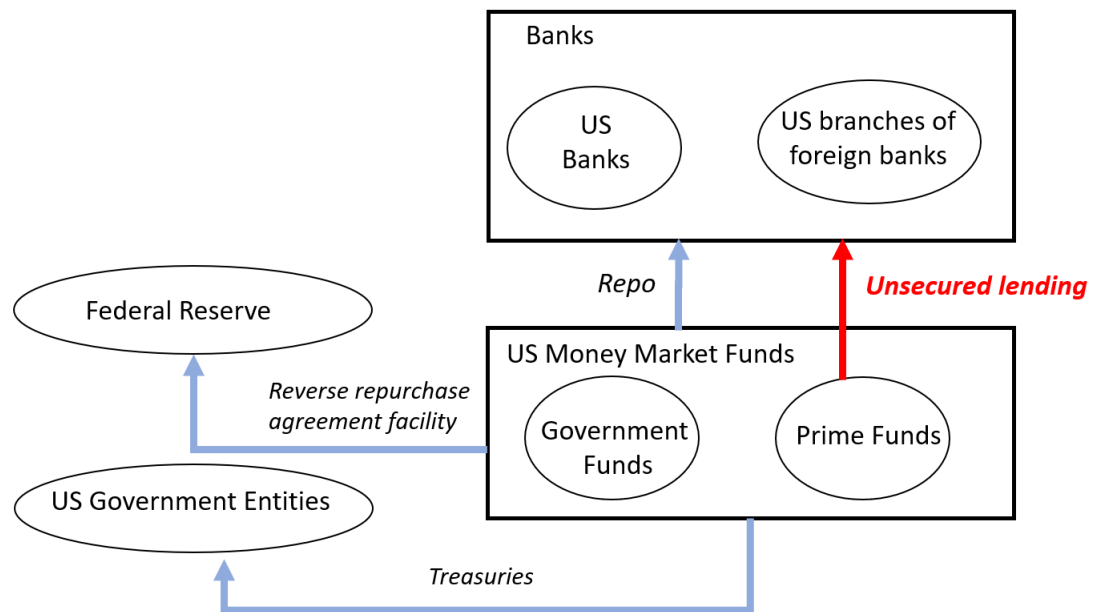 Banks
US
Banks
US branches of
foreign banks
Repo
Unsecured lending
Federal Reserve
US Money Market Funds
Reverse repurchase
agreement facility
Government
Funds
Prime Funds
US Government Entities
Treasuries